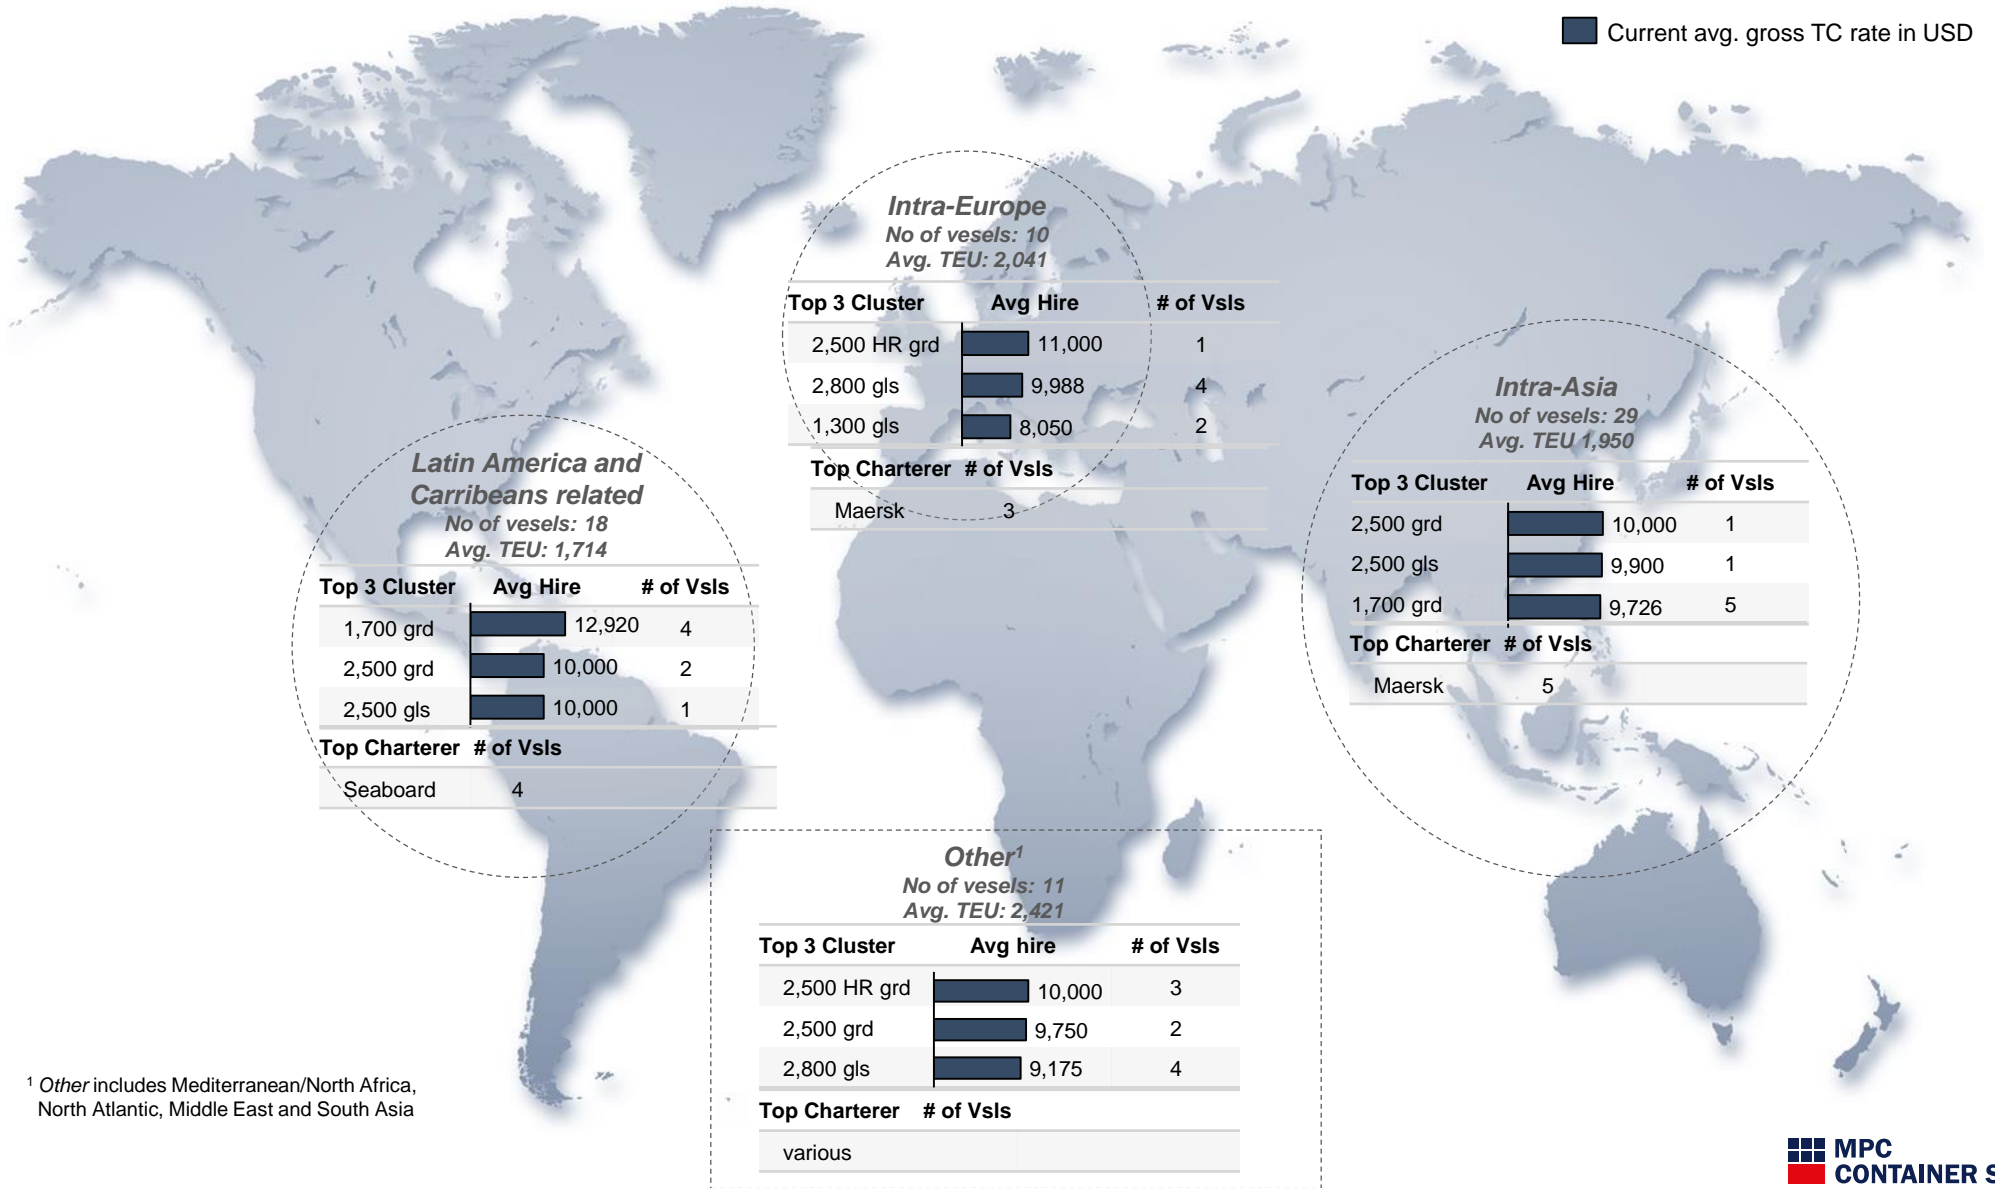 Current avg. gross TC rate in USD
Intra-Europe
No of vesels: 10
Avg. TEU: 2,041
Top 3 Cluster Avg Hire # of Vsls
2,500 HR grd 11,000 1
2,800 gls 9,988 4
1,300 gls 8,050 2
Top Charterer # of Vsls
Maersk 3
Intra-Asia
No of vesels: 29
Avg. TEU 1,950
Top 3 Cluster Avg Hire # of Vsls
2,500 grd 10,000 1
2,500 gls 9,900 1
1,700 grd 9,726 5
Top Charterer # of Vsls
Maersk 5
Latin America and
Carribeans related
No of vesels: 18
Avg. TEU: 1,714
Top 3 Cluster Avg Hire # of Vsls
1,700 grd 12,920 4
2,500 grd 10,000 2
2,500 gls 10,000 1
Top Charterer # of Vsls
Seaboard 4
Other¹
No of vesels: 11
Avg. TEU: 2,421
Top 3 Cluster Avg hire # of Vsls
2,500 HR grd 10,000 3
2,500 grd 9,750 2
2,800 gls 9,175 4
Top Charterer # of Vsls
various
¹ Other includes Mediterranean/North Africa,
North Atlantic, Middle East and South Asia
MPC
CONTAINER S